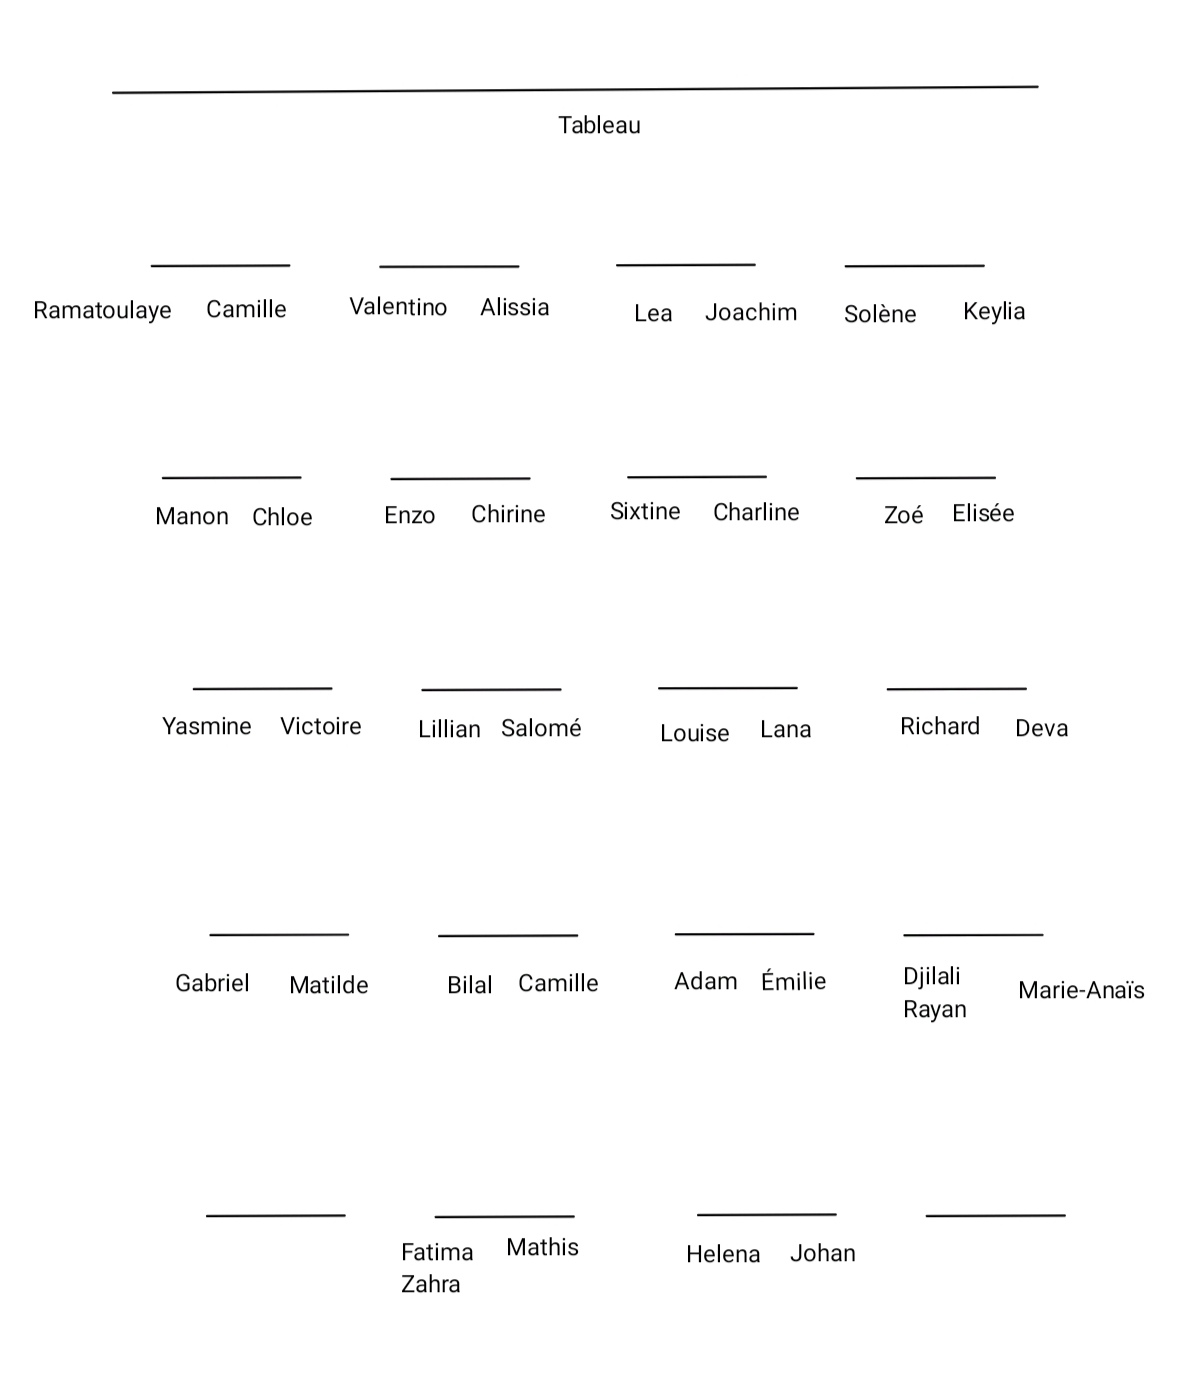 Tableau
Ramatoulaye Camille Valentino Alissia Lea Joachim Solène Keylia
Manon Chloe Enzo Chirine Sixtine Charline Zoé Elisée
Yasmine Victoire Lillian Salomé Louise Lana Richard Deva
Gabriel Matilde Bilal Camille Adam Émilie Djilali Marie-Anaïs
Rayan
Fatima Mathis Helena Johan
Zahra